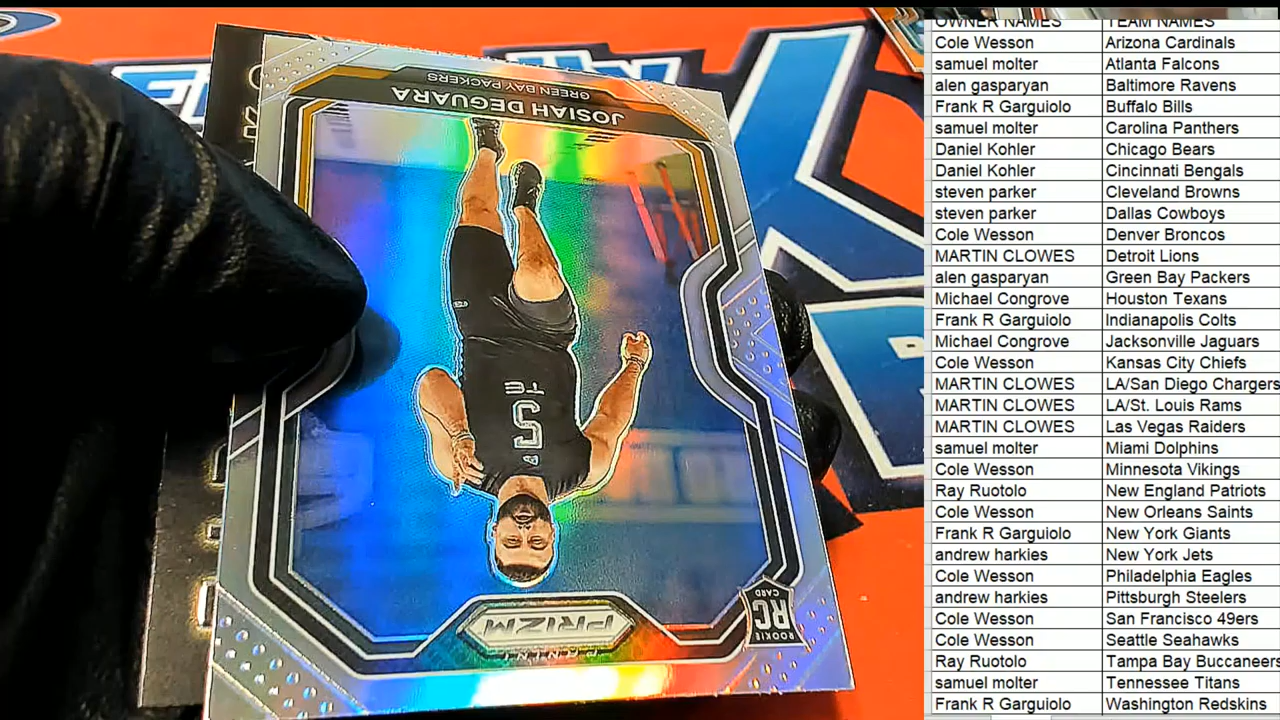 GREEN BAY PACKERS
JOSIAH DEGUARA
TE
5
PANINI
PRIZM
ROOKIE
RC
CARD
OWNER NAMES TEAM NAMES
Cole Wesson Arizona Cardinals
samuel molter Atlanta Falcons
alen gasparyan Baltimore Ravens
Frank R Garguiolo Buffalo Bills
samuel molter Carolina Panthers
Daniel Kohler Chicago Bears
Daniel Kohler Cincinnati Bengals
steven parker Cleveland Browns
steven parker Dallas Cowboys
Cole Wesson Denver Broncos
MARTIN CLOWES Detroit Lions
alen gasparyan Green Bay Packers
Michael Congrove Houston Texans
Frank R Garguiolo Indianapolis Colts
Michael Congrove Jacksonville Jaguars
Cole Wesson Kansas City Chiefs
MARTIN CLOWES LA/San Diego Chargers
MARTIN CLOWES LA/St. Louis Rams
MARTIN CLOWES Las Vegas Raiders
samuel molter Miami Dolphins
Cole Wesson Minnesota Vikings
Ray Ruotolo New England Patriots
Cole Wesson New Orleans Saints
Frank R Garguiolo New York Giants
andrew harkies New York Jets
Cole Wesson Philadelphia Eagles
andrew harkies Pittsburgh Steelers
Cole Wesson San Francisco 49ers
Cole Wesson Seattle Seahawks
Ray Ruotolo Tampa Bay Buccaneers
samuel molter Tennessee Titans
Frank R Garguiolo Washington Redskins